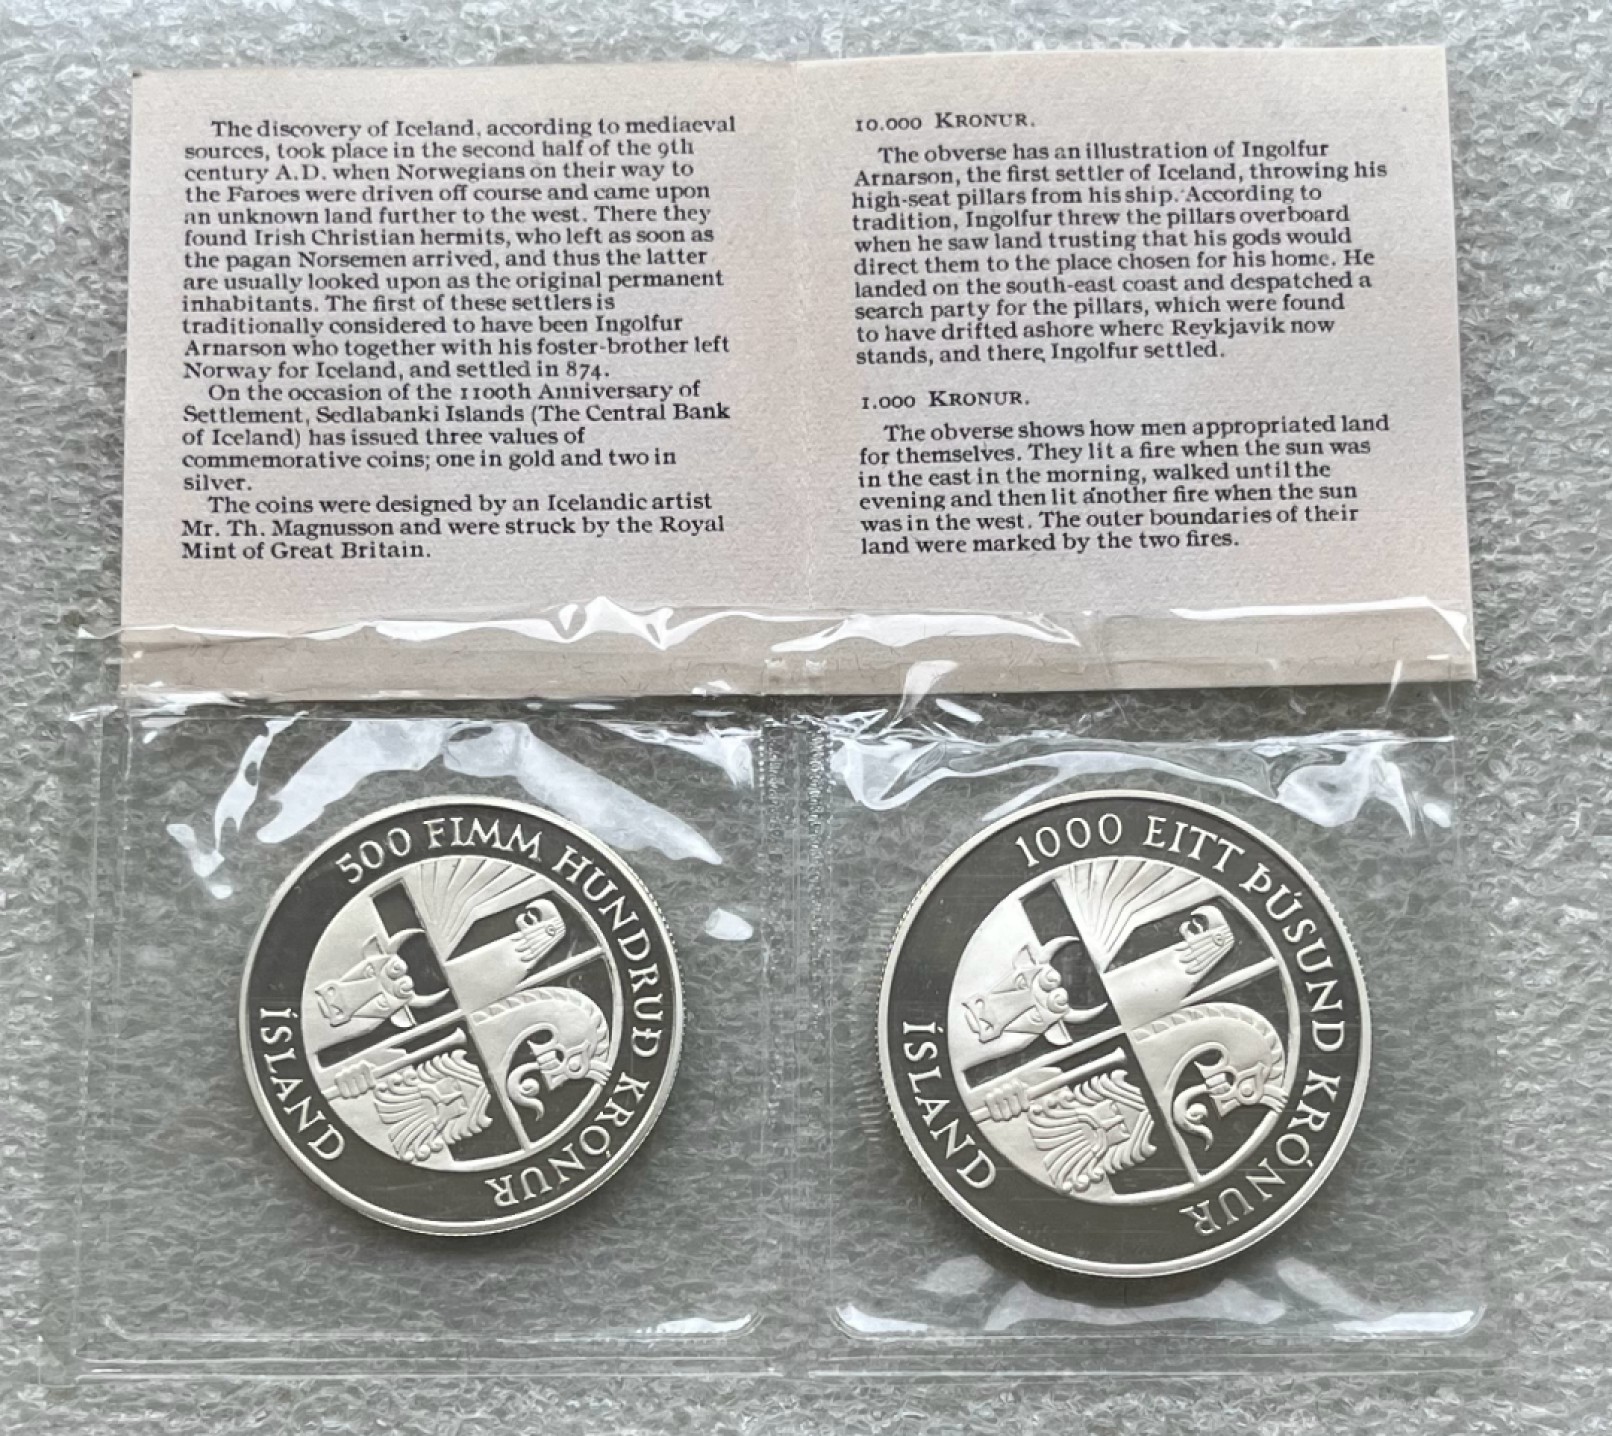 The discovery of Iceland, according to mediaeval
sources, took place in the second half of the 9th
century A.D. when Norwegians on their way to
the Faroes were driven off course and came upon
an unknown land further to the west. There they
found Irish Christian hermits, who left as soon as
the pagan Norsemen arrived, and thus the latter
are usually looked upon as the original permanent
inhabitants. The first of these settlers is
traditionally considered to have been Ingolfur
Arnarson who together with his foster-brother left
Norway for Iceland, and settled in 874.
On the occasion of the 1100th Anniversary of
Settlement, Sedlabanki Islands (The Central Bank
of Iceland) has issued three values of
commemorative coins; one in gold and two in
silver.
The coins were designed by an Icelandic artist
Mr. Th. Magnusson and were struck by the Royal
Mint of Great Britain.
10.000 KRONUR.
The obverse has an illustration of Ingolfur
Arnarson, the first settler of Iceland, throwing his
high-seat pillars from his ship. According to
tradition, Ingolfur threw the pillars overboard
when he saw land trusting that his gods would
direct them to the place chosen for his home. He
landed on the south-east coast and despatched a
search party for the pillars, which were found
to have drifted ashore where Reykjavik now
stands, and there Ingolfur settled.
1.000 KRONUR.
The obverse shows how men appropriated land
for themselves. They lit a fire when the sun was
in the east in the morning, walked until the
evening and then lit another fire when the sun
was in the west. The outer boundaries of their
land were marked by the two fires.
500 FIMM HUNDRUÐ KRÓNUR
ÍSLAND
1000 EITT ÞÚSUND KRÓNUR
ÍSLAND